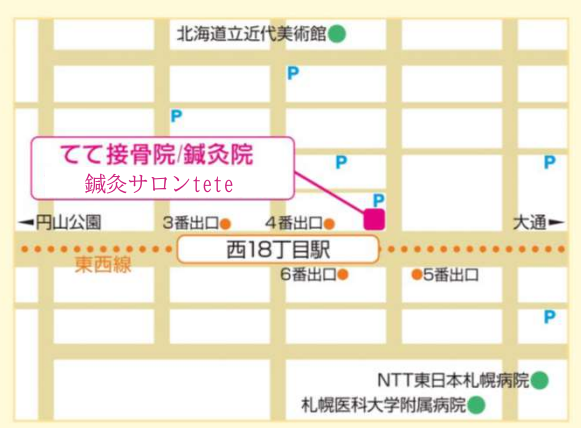 北海道立近代美術館
P
P
てて接骨院/鍼灸院
鍼灸サロンtete
P
P
P
◄円山公園
3番出口
4番出口
大通►
西18丁目駅
東西線
6番出口
5番出口
P
NTT東日本札幌病院
札幌医科大学附属病院